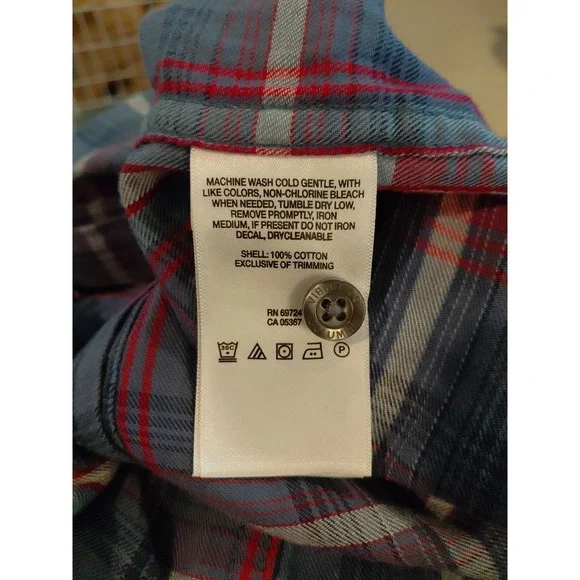 MACHINE WASH COLD GENTLE, WITH
LIKE COLORS, NON-CHLORINE BLEACH
WHEN NEEDED, TUMBLE DRY LOW,
REMOVE PROMPTLY, IRON
MEDIUM, IF PRESENT DO NOT IRON
DECAL, DRYCLEANABLE
SHELL: 100% COTTON
EXCLUSIVE OF TRIMMING
RN 69724
CA 05367
30C
P